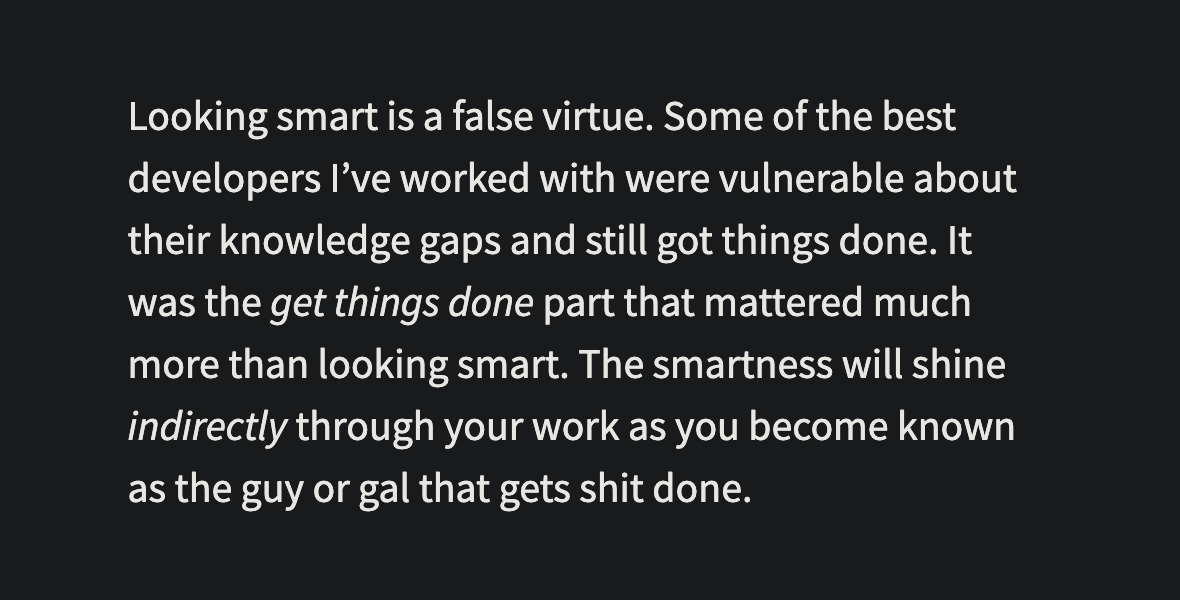 Looking smart is a false virtue. Some of the best
developers I’ve worked with were vulnerable about
their knowledge gaps and still got things done. It
was the get things done part that mattered much
more than looking smart. The smartness will shine
indirectly through your work as you become known
as the guy or gal that gets shit done.